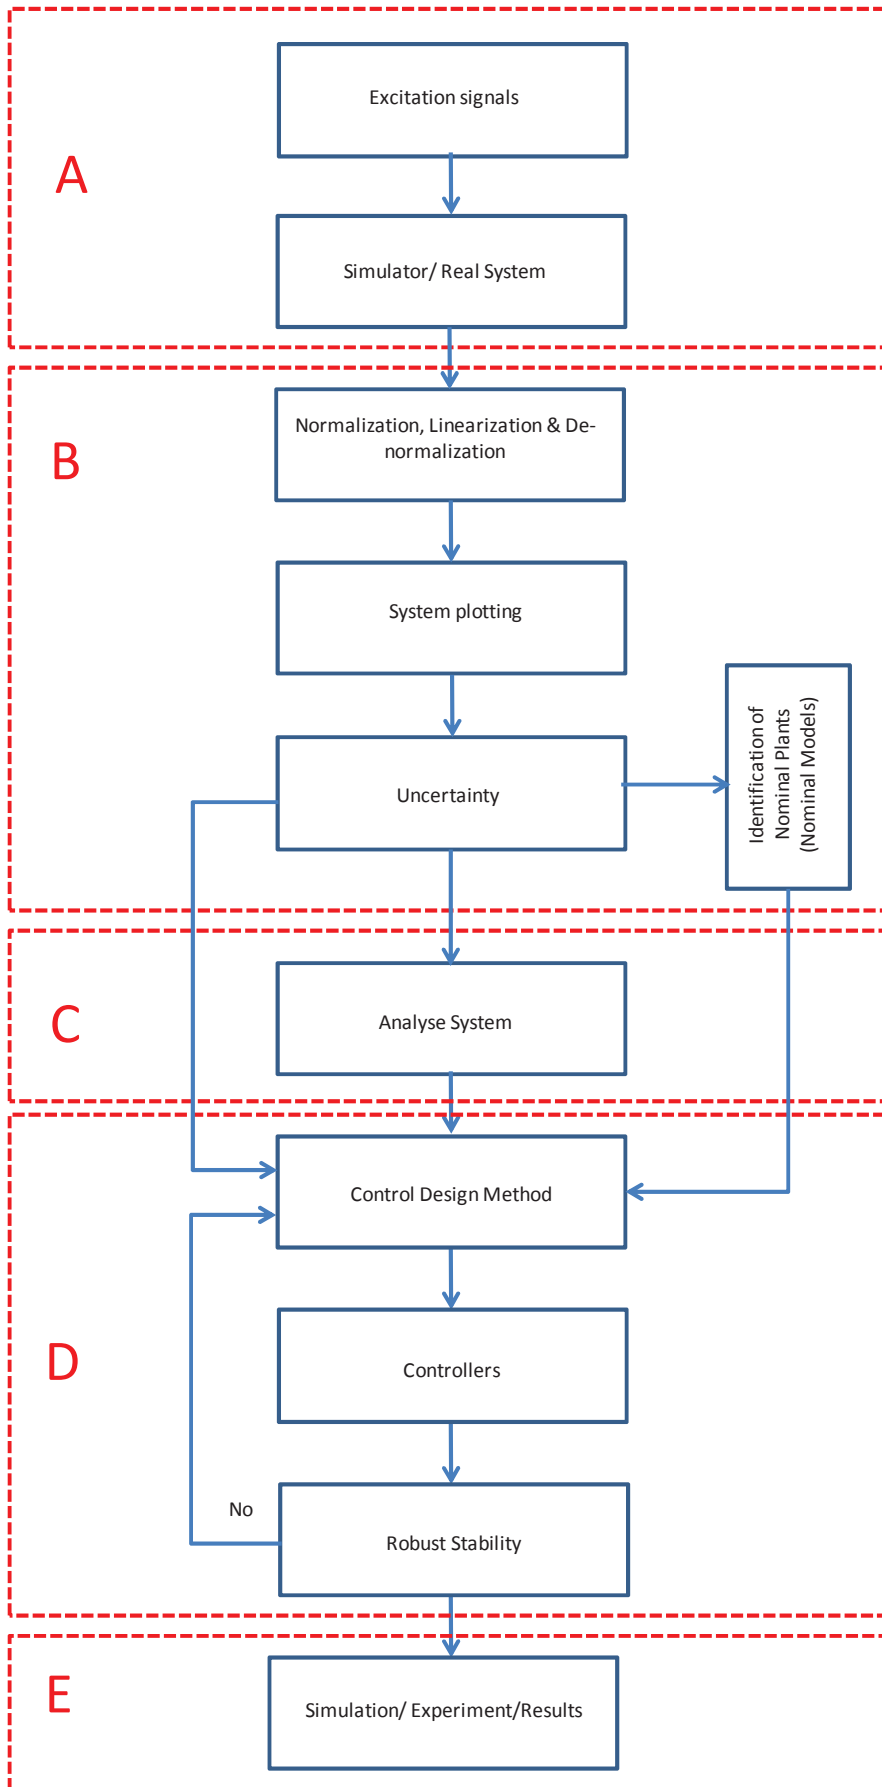 A
Excitation signals
Simulator/ Real System
B
Normalization, Linearization & De-
normalization
System plotting
Uncertainty
Identification of
Nominal Plants
(Nominal Models)
C
Analyse System
Control Design Method
D
Controllers
No
Robust Stability
E
Simulation/ Experiment/Results